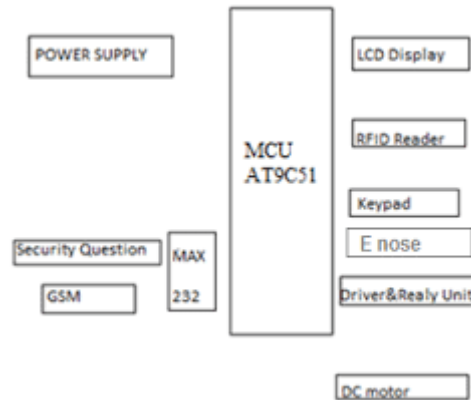 POWER SUPPLY
LCD Display
RFID Reader
MCU
AT9C51
Keypad
E nose
Security Question
MAX
232
GSM
Driver&Realy Unit
DC motor